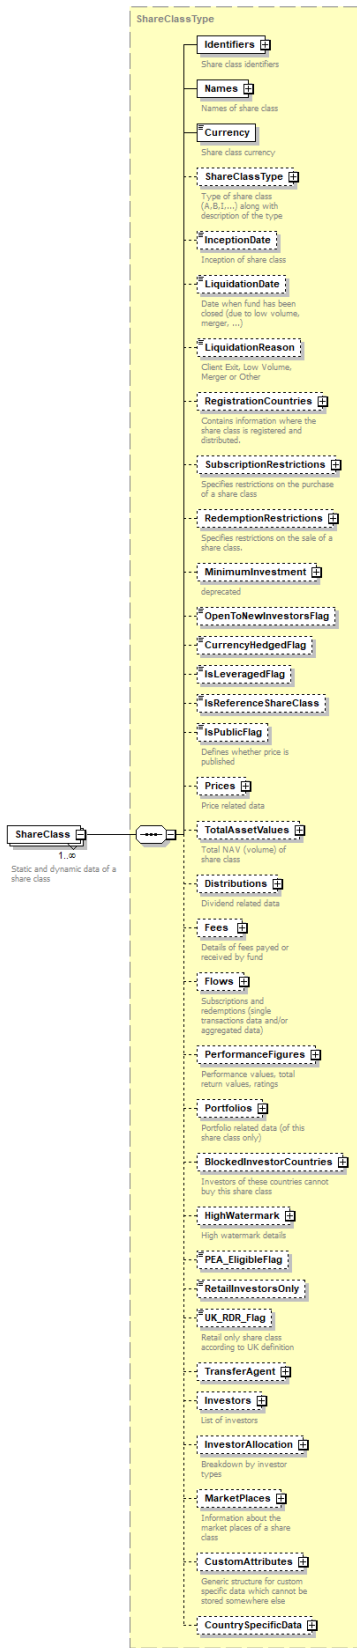 ShareClassType
Identifiers
Share class identifiers
Names
Names of share class
Currency
Share class currency
ShareClassType
Type of share class
(A,B,I,...) along with
description of the type
InceptionDate
Inception of share class
LiquidationDate
Date when fund has been
closed (due to low volume,
merger, ...)
LiquidationReason
Client Exit, Low Volume,
Merger or Other
RegistrationCountries
Contains information where the
share class is registered and
distributed.
SubscriptionRestrictions
Specifies restrictions on the purchase
of a share class
RedemptionRestrictions
Specifies restrictions on the sale of a
share class.
MinimumInvestment
deprecated
OpenToNewInvestorsFlag
CurrencyHedgedFlag
IsLeveragedFlag
IsReferenceShareClass
IsPublicFlag
Defines whether price is
published
Prices
Price related data
ShareClass
1..∞
Static and dynamic data of a
share class
TotalAssetValues
Total NAV (volume) of
share class
Distributions
Dividend related data
Fees
Details of fees payed or
received by fund
Flows
Subscriptions and
redemptions (single
transactions data and/or
aggregated data)
PerformanceFigures
Performance values, total
return values, ratings
Portfolios
Portfolio related data (of this
share class only)
BlockedInvestorCountries
Investors of these countries cannot
buy this share class
HighWatermark
High watermark details
PEA_EligibleFlag
RetailInvestorsOnly
UK_RDR_Flag
Retail only share class
according to UK definition
TransferAgent
Investors
List of investors
InvestorAllocation
Breakdown by investor
types
MarketPlaces
Information about the
market places of a share
class
CustomAttributes
Generic structure for custom
specific data which cannot be
stored somewhere else
CountrySpecificData